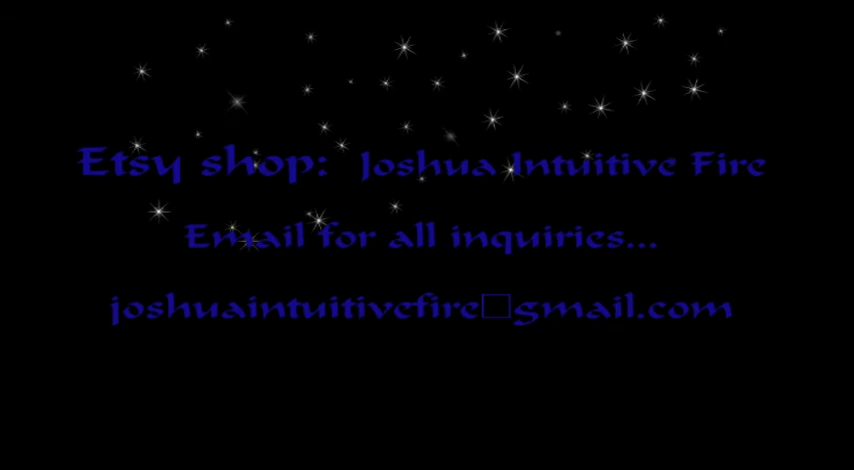 Etsy shop: Joshua Intuitive Fire
Email for all inquiries...
joshuaintuitivefire□gmail.com